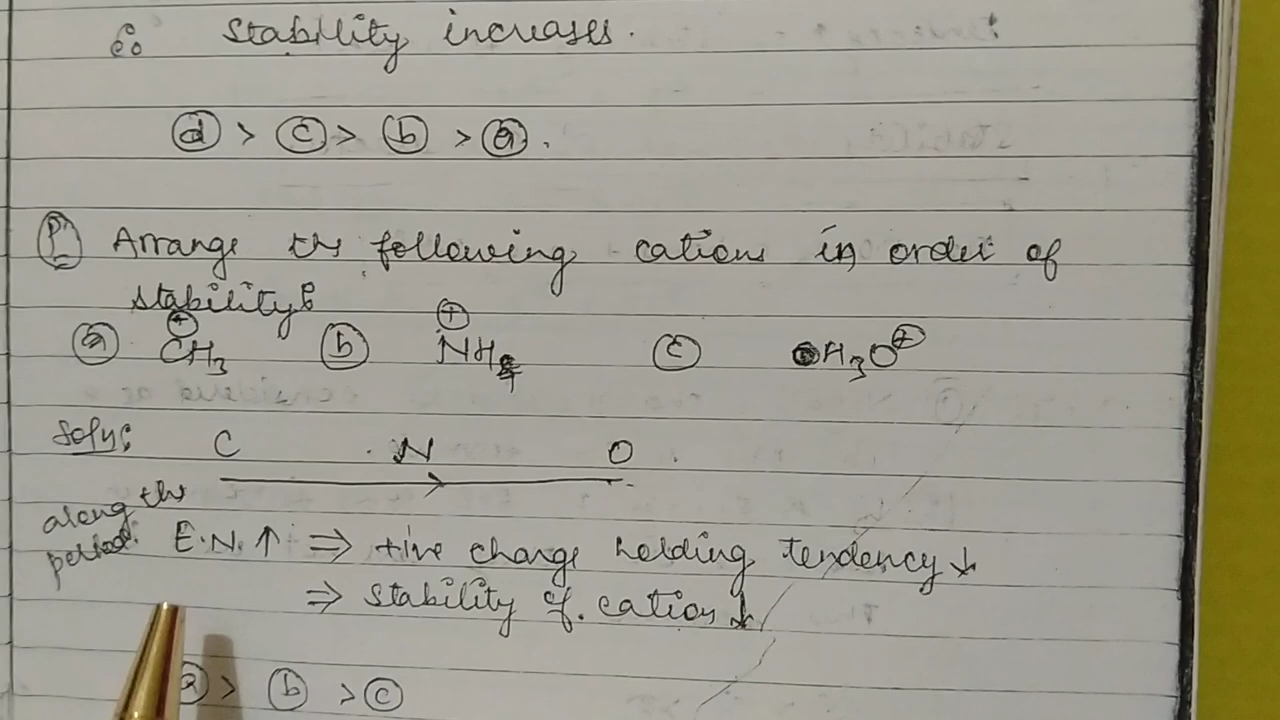 ∴ Stability increases.
ⓓ > ⓒ > ⓑ > ⓐ.
Ⓟ Arrange the following cations in order of
stability:
ⓐ ⊕CH3 ⓑ ⊕NH4 ⓒ H3O⊕
Soln: C N O
along the
period. E.N. ↑ ⇒ +ive charge holding tendency ↓
⇒ stability of cation ↓
ⓐ > ⓑ > ⓒ